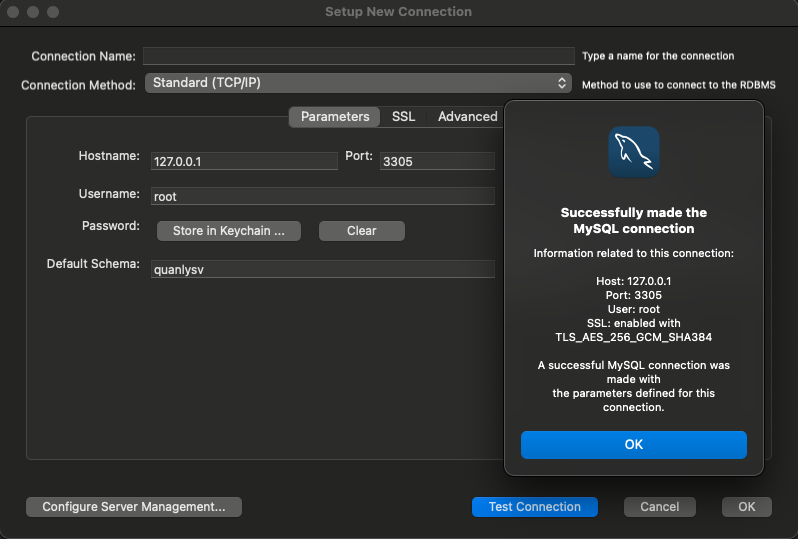 Setup New Connection
Connection Name:
Type a name for the connection
Connection Method: Standard (TCP/IP)
Method to use to connect to the RDBMS
Parameters SSL Advanced
Hostname: 127.0.0.1 Port: 3305
Username: root
Password: Store in Keychain ... Clear
Default Schema: quanlysv
Successfully made the
MySQL connection
Information related to this connection:
Host: 127.0.0.1
Port: 3305
User: root
SSL: enabled with
TLS_AES_256_GCM_SHA384
A successful MySQL connection was
made with
the parameters defined for this
connection.
OK
Configure Server Management... Test Connection Cancel OK